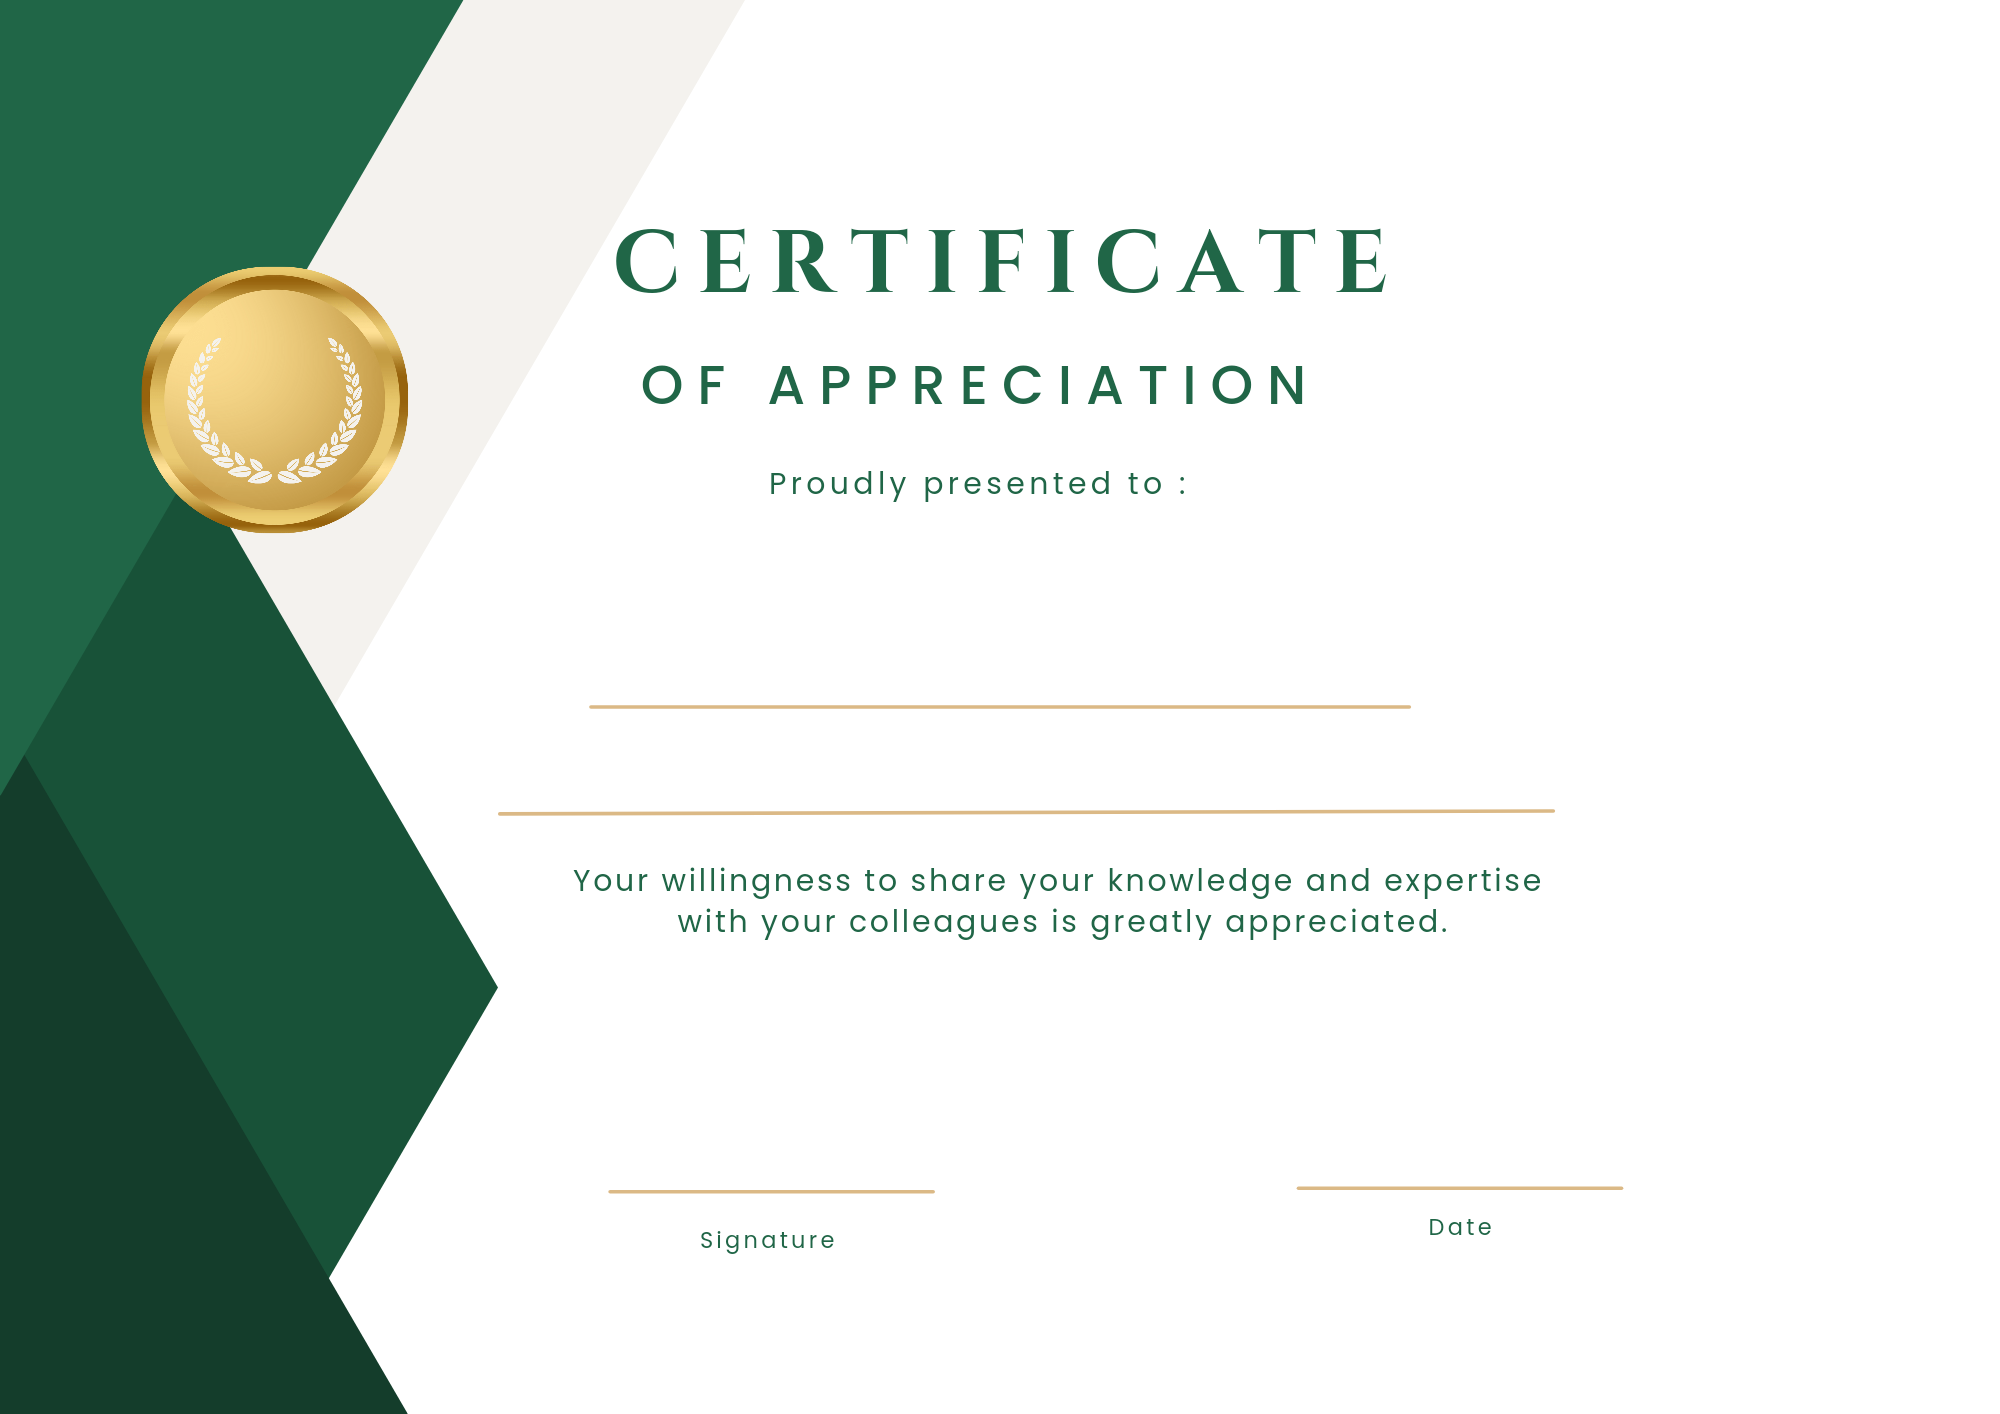 CERTIFICATE
OF APPRECIATION
Proudly presented to :
Your willingness to share your knowledge and expertise
with your colleagues is greatly appreciated.
Signature
Date